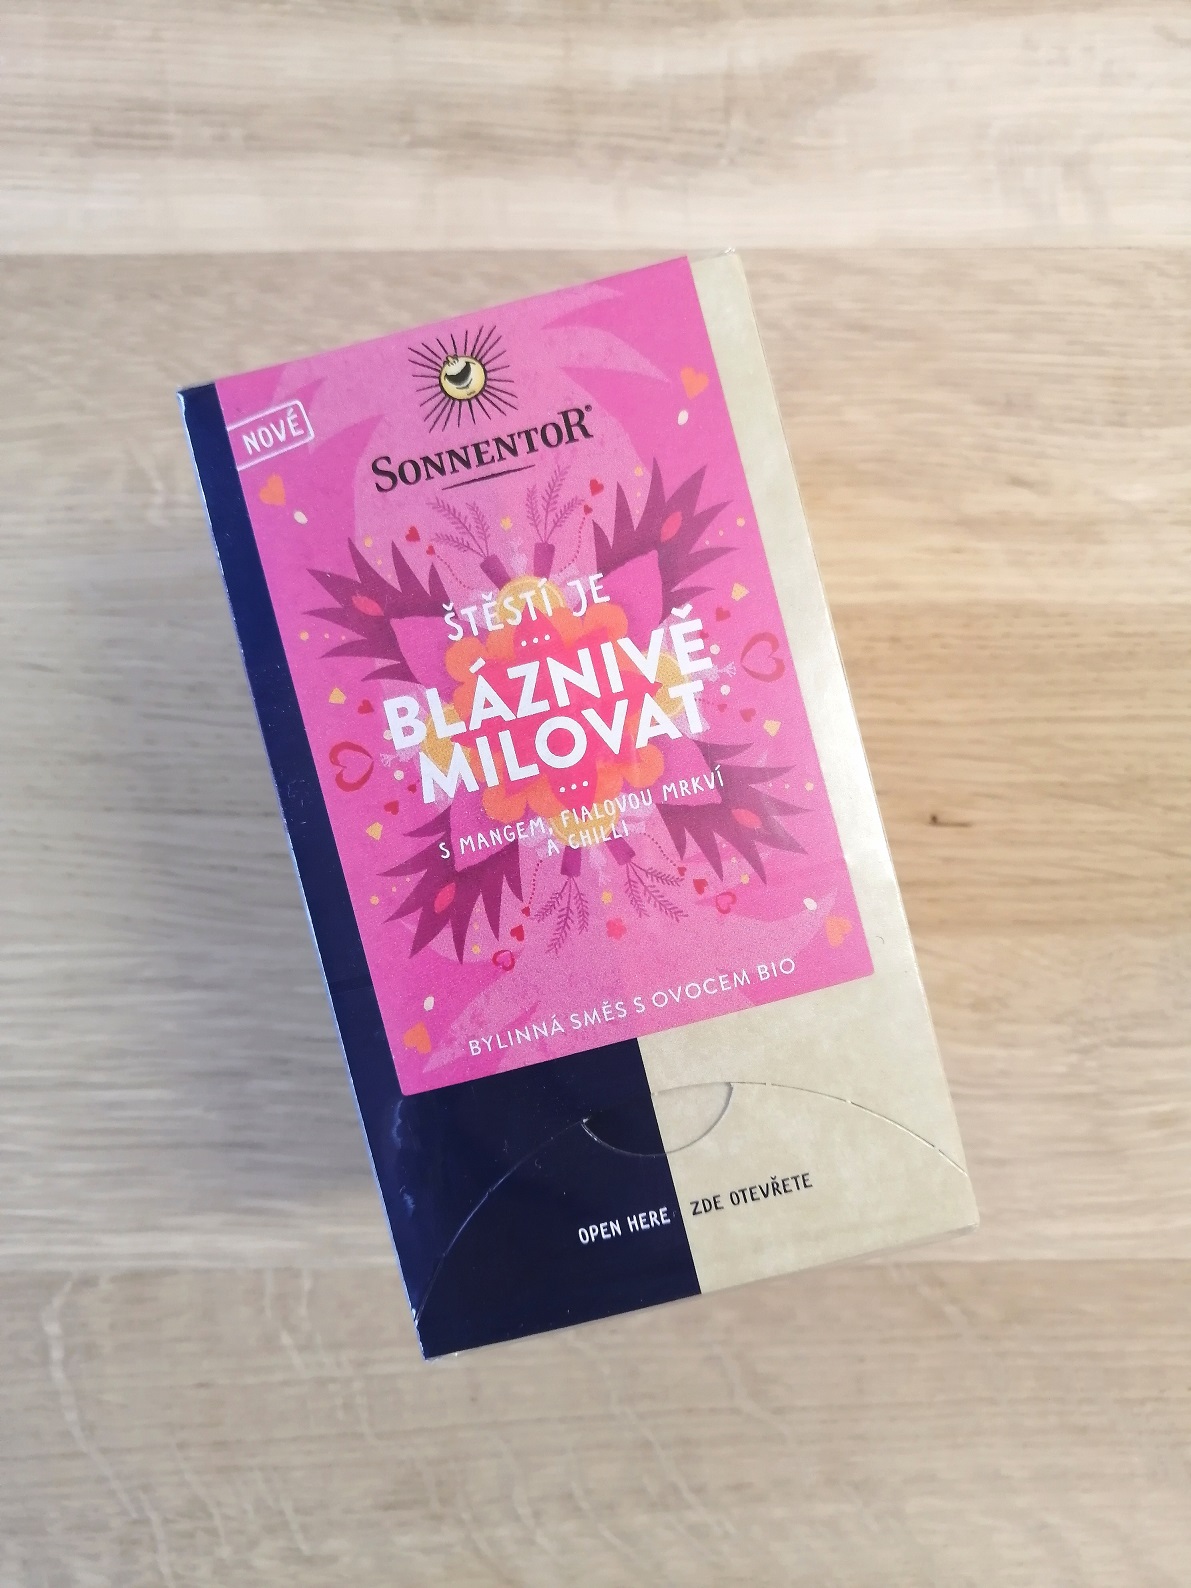 NOVÉ
SONNENTOR®
ŠTĚSTÍ JE
...
BLÁZNIVĚ
MILOVAT
...
S MANGEM, FIALOVOU MRKVÍ
A CHILLI
BYLINNÁ SMĚS S OVOCEM BIO
OPEN HERE ZDE OTEVŘETE